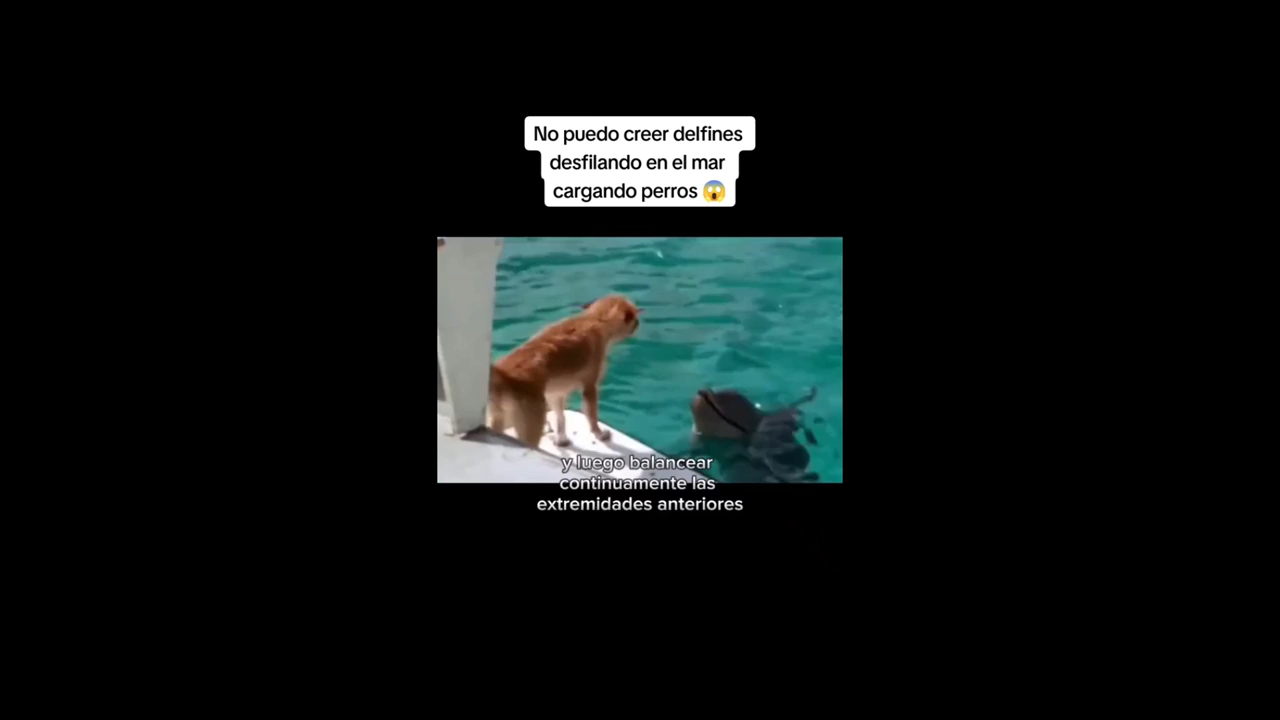 No puedo creer delfines
desfilando en el mar
cargando perros 😱
y luego balancear
continuamente las
extremidades anteriores